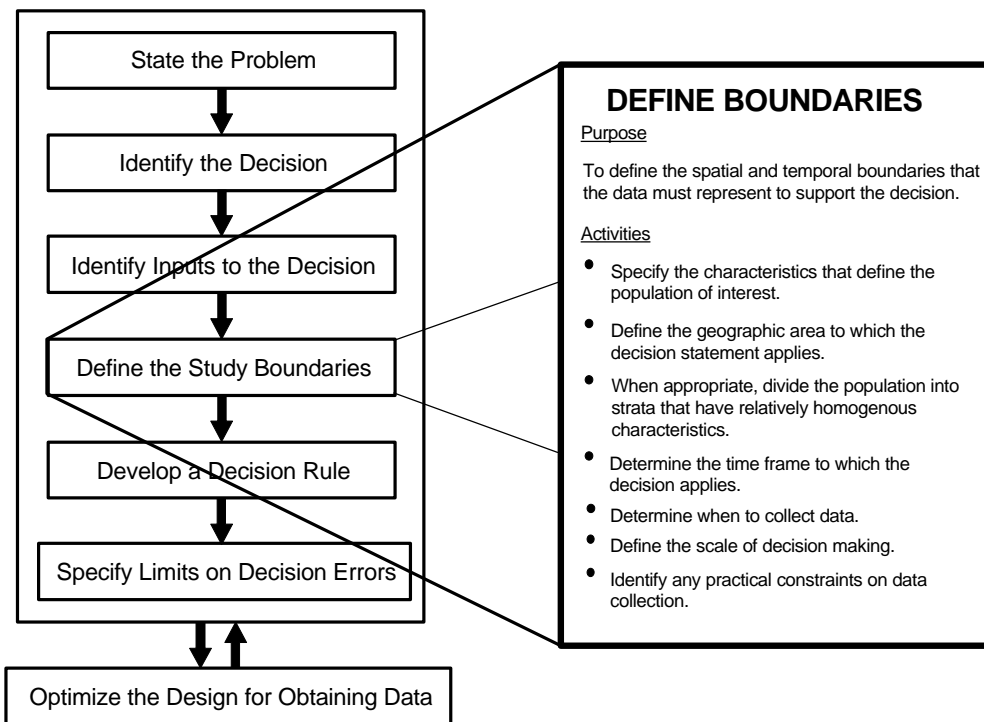 State the Problem
Identify the Decision
Identify Inputs to the Decision
Define the Study Boundaries
Develop a Decision Rule
Specify Limits on Decision Errors
Optimize the Design for Obtaining Data
DEFINE BOUNDARIES
Purpose
To define the spatial and temporal boundaries that
the data must represent to support the decision.
Activities
• Specify the characteristics that define the
population of interest.
• Define the geographic area to which the
decision statement applies.
• When appropriate, divide the population into
strata that have relatively homogenous
characteristics.
• Determine the time frame to which the
decision applies.
• Determine when to collect data.
• Define the scale of decision making.
• Identify any practical constraints on data
collection.